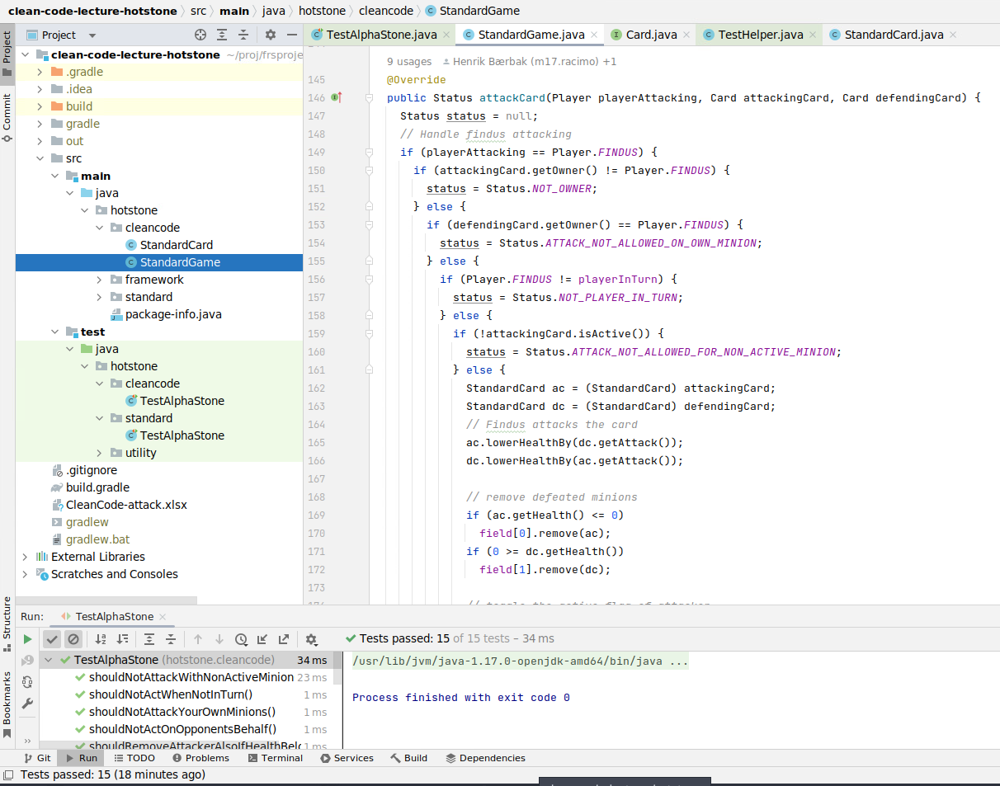 clean-code-lecture-hotstone src main java hotstone cleancode StandardGame
Project
TestAlphaStone.java StandardGame.java Card.java TestHelper.java StandardCard.java
Project
Commit
Structure
Bookmarks
clean-code-lecture-hotstone ~/proj/frsproje
.gradle
.idea
build
gradle
out
src
main
java
hotstone
cleancode
StandardCard
StandardGame
framework
standard
package-info.java
test
java
hotstone
cleancode
TestAlphaStone
standard
TestAlphaStone
utility
.gitignore
build.gradle
CleanCode-attack.xlsx
gradlew
gradlew.bat
External Libraries
Scratches and Consoles
9 usages Henrik Bærbak (m17.racimo) +1
145 @Override
146 public Status attackCard(Player playerAttacking, Card attackingCard, Card defendingCard) {
147 Status status = null;
148 // Handle findus attacking
149 if (playerAttacking == Player.FINDUS) {
150 if (attackingCard.getOwner() != Player.FINDUS) {
151 status = Status.NOT_OWNER;
152 } else {
153 if (defendingCard.getOwner() == Player.FINDUS) {
154 status = Status.ATTACK_NOT_ALLOWED_ON_OWN_MINION;
155 } else {
156 if (Player.FINDUS != playerInTurn) {
157 status = Status.NOT_PLAYER_IN_TURN;
158 } else {
159 if (!attackingCard.isActive()) {
160 status = Status.ATTACK_NOT_ALLOWED_FOR_NON_ACTIVE_MINION;
161 } else {
162 StandardCard ac = (StandardCard) attackingCard;
163 StandardCard dc = (StandardCard) defendingCard;
164 // Findus attacks the card
165 ac.lowerHealthBy(dc.getAttack());
166 dc.lowerHealthBy(ac.getAttack());
167
168 // remove defeated minions
169 if (ac.getHealth() <= 0)
170 field[0].remove(ac);
171 if (0 >= dc.getHealth())
172 field[1].remove(dc);
173
174 // toggle the active flag of attacker
Run: TestAlphaStone
Tests passed: 15 of 15 tests – 34 ms
TestAlphaStone (hotstone.cleancode) 34 ms
shouldNotAttackWithNonActiveMinion 23 ms
shouldNotActWhenNotInTurn() 1 ms
shouldNotAttackYourOwnMinions() 1 ms
shouldNotActOnOpponentsBehalf() 1 ms
shouldRemoveAttackerAlsoIfHealthBelo 1 ms
/usr/lib/jvm/java-1.17.0-openjdk-amd64/bin/java ...
Process finished with exit code 0
Git Run TODO Problems Terminal Services Build Dependencies
Tests passed: 15 (18 minutes ago)